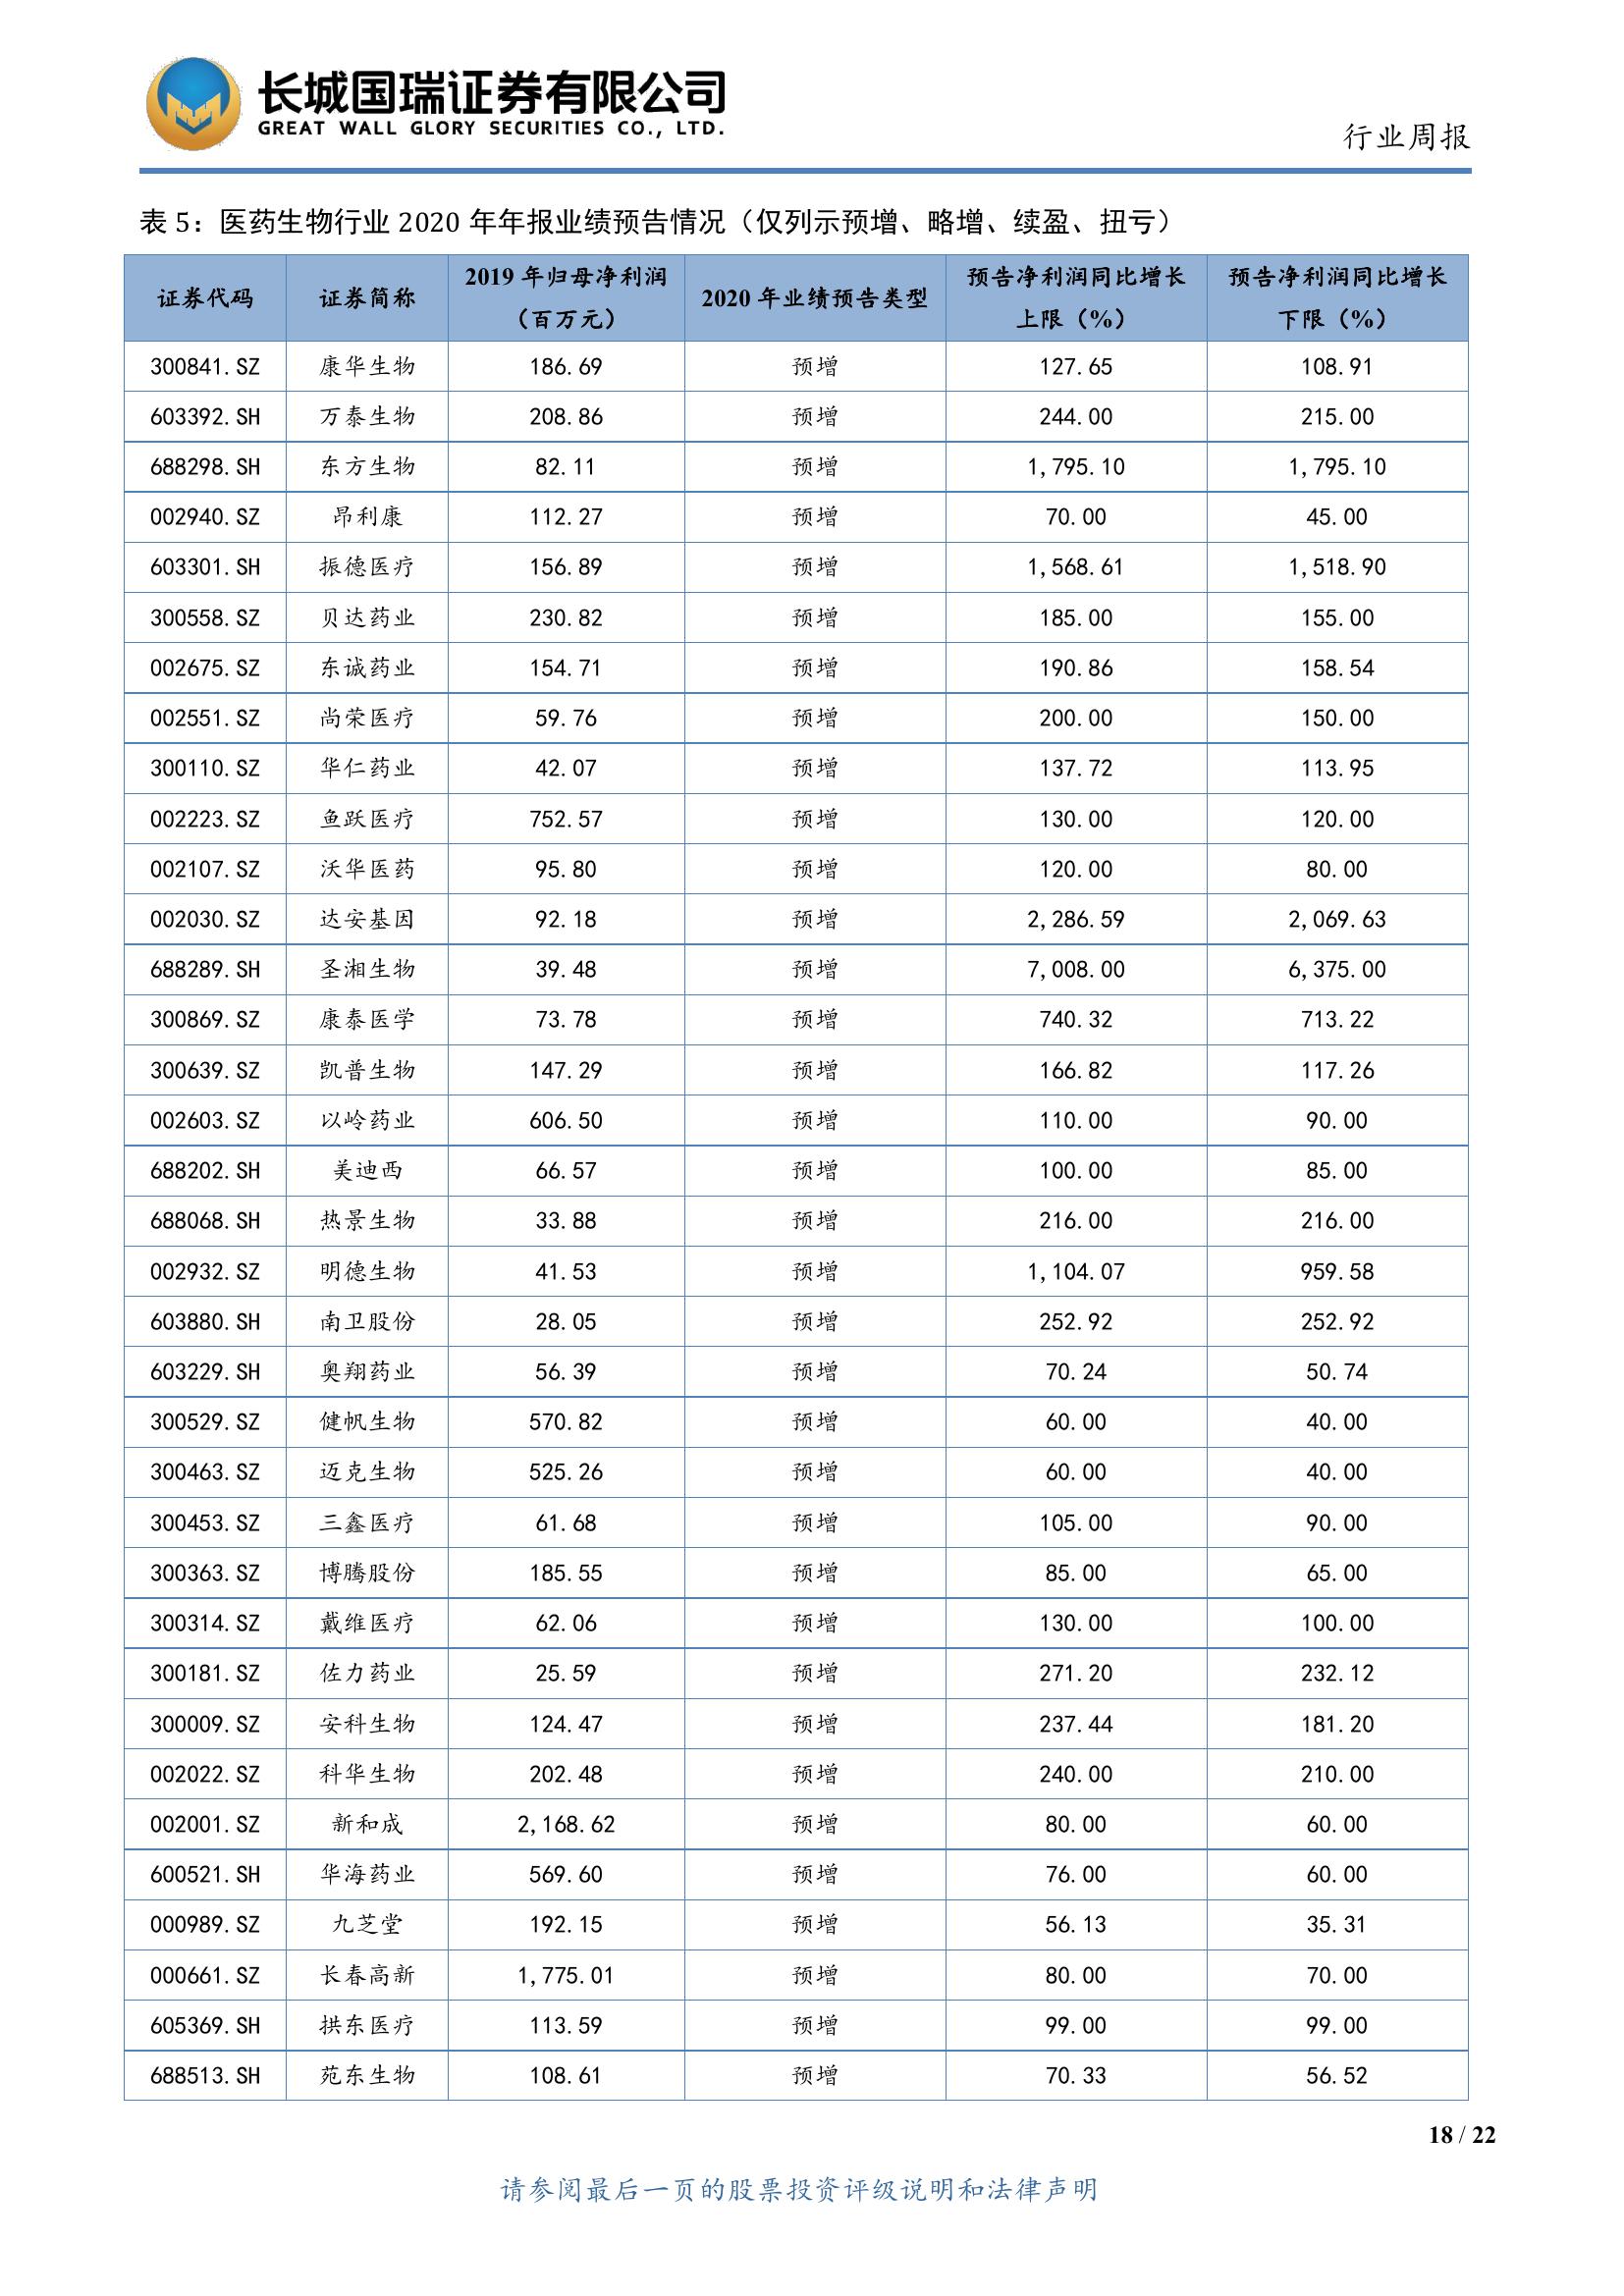 长城国瑞证券有限公司
GREAT WALL GLORY SECURITIES CO., LTD.
行业周报
表 5：医药生物行业 2020 年年报业绩预告情况（仅列示预增、略增、续盈、扭亏）
证券代码 证券简称 2019 年归母净利润（百万元） 2020 年业绩预告类型 预告净利润同比增长上限（%） 预告净利润同比增长下限（%）
300841.SZ 康华生物 186.69 预增 127.65 108.91
603392.SH 万泰生物 208.86 预增 244.00 215.00
688298.SH 东方生物 82.11 预增 1,795.10 1,795.10
002940.SZ 昂利康 112.27 预增 70.00 45.00
603301.SH 振德医疗 156.89 预增 1,568.61 1,518.90
300558.SZ 贝达药业 230.82 预增 185.00 155.00
002675.SZ 东诚药业 154.71 预增 190.86 158.54
002551.SZ 尚荣医疗 59.76 预增 200.00 150.00
300110.SZ 华仁药业 42.07 预增 137.72 113.95
002223.SZ 鱼跃医疗 752.57 预增 130.00 120.00
002107.SZ 沃华医药 95.80 预增 120.00 80.00
002030.SZ 达安基因 92.18 预增 2,286.59 2,069.63
688289.SH 圣湘生物 39.48 预增 7,008.00 6,375.00
300869.SZ 康泰医学 73.78 预增 740.32 713.22
300639.SZ 凯普生物 147.29 预增 166.82 117.26
002603.SZ 以岭药业 606.50 预增 110.00 90.00
688202.SH 美迪西 66.57 预增 100.00 85.00
688068.SH 热景生物 33.88 预增 216.00 216.00
002932.SZ 明德生物 41.53 预增 1,104.07 959.58
603880.SH 南卫股份 28.05 预增 252.92 252.92
603229.SH 奥翔药业 56.39 预增 70.24 50.74
300529.SZ 健帆生物 570.82 预增 60.00 40.00
300463.SZ 迈克生物 525.26 预增 60.00 40.00
300453.SZ 三鑫医疗 61.68 预增 105.00 90.00
300363.SZ 博腾股份 185.55 预增 85.00 65.00
300314.SZ 戴维医疗 62.06 预增 130.00 100.00
300181.SZ 佐力药业 25.59 预增 271.20 232.12
300009.SZ 安科生物 124.47 预增 237.44 181.20
002022.SZ 科华生物 202.48 预增 240.00 210.00
002001.SZ 新和成 2,168.62 预增 80.00 60.00
600521.SH 华海药业 569.60 预增 76.00 60.00
000989.SZ 九芝堂 192.15 预增 56.13 35.31
000661.SZ 长春高新 1,775.01 预增 80.00 70.00
605369.SH 拱东医疗 113.59 预增 99.00 99.00
688513.SH 苑东生物 108.61 预增 70.33 56.52
18 / 22
请参阅最后一页的股票投资评级说明和法律声明